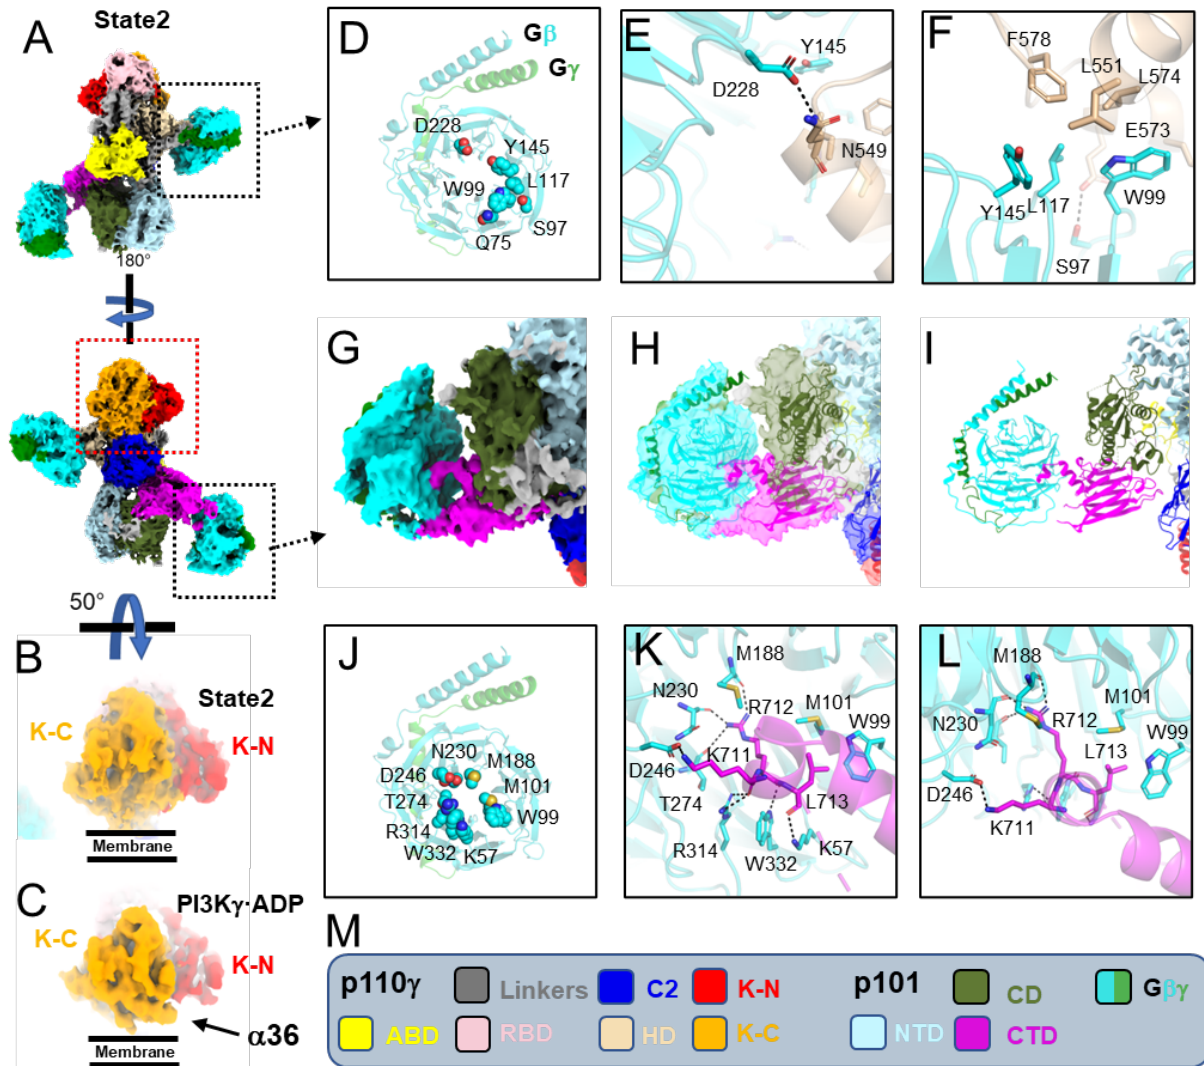 A
State2
180°
50°
B
State2
K-C
K-N
Membrane
C
PI3Kγ·ADP
K-C
K-N
α36
Membrane
D
Gβ
Gγ
D228
Y145
W99
L117
S97
Q75
E
Y145
D228
N549
F
F578
L551
L574
E573
W99
Y145
L117
S97
G
H
I
J
N230
D246
M188
T274
M101
R314
W99
W332
K57
K
M188
N230
R712
M101
W99
K711
D246
T274
L713
R314
W332
K57
L
M188
M101
N230
R712
W99
L713
D246
K711
M
p110γ
Linkers
C2
K-N
p101
CD
Gβγ
ABD
RBD
HD
K-C
NTD
CTD